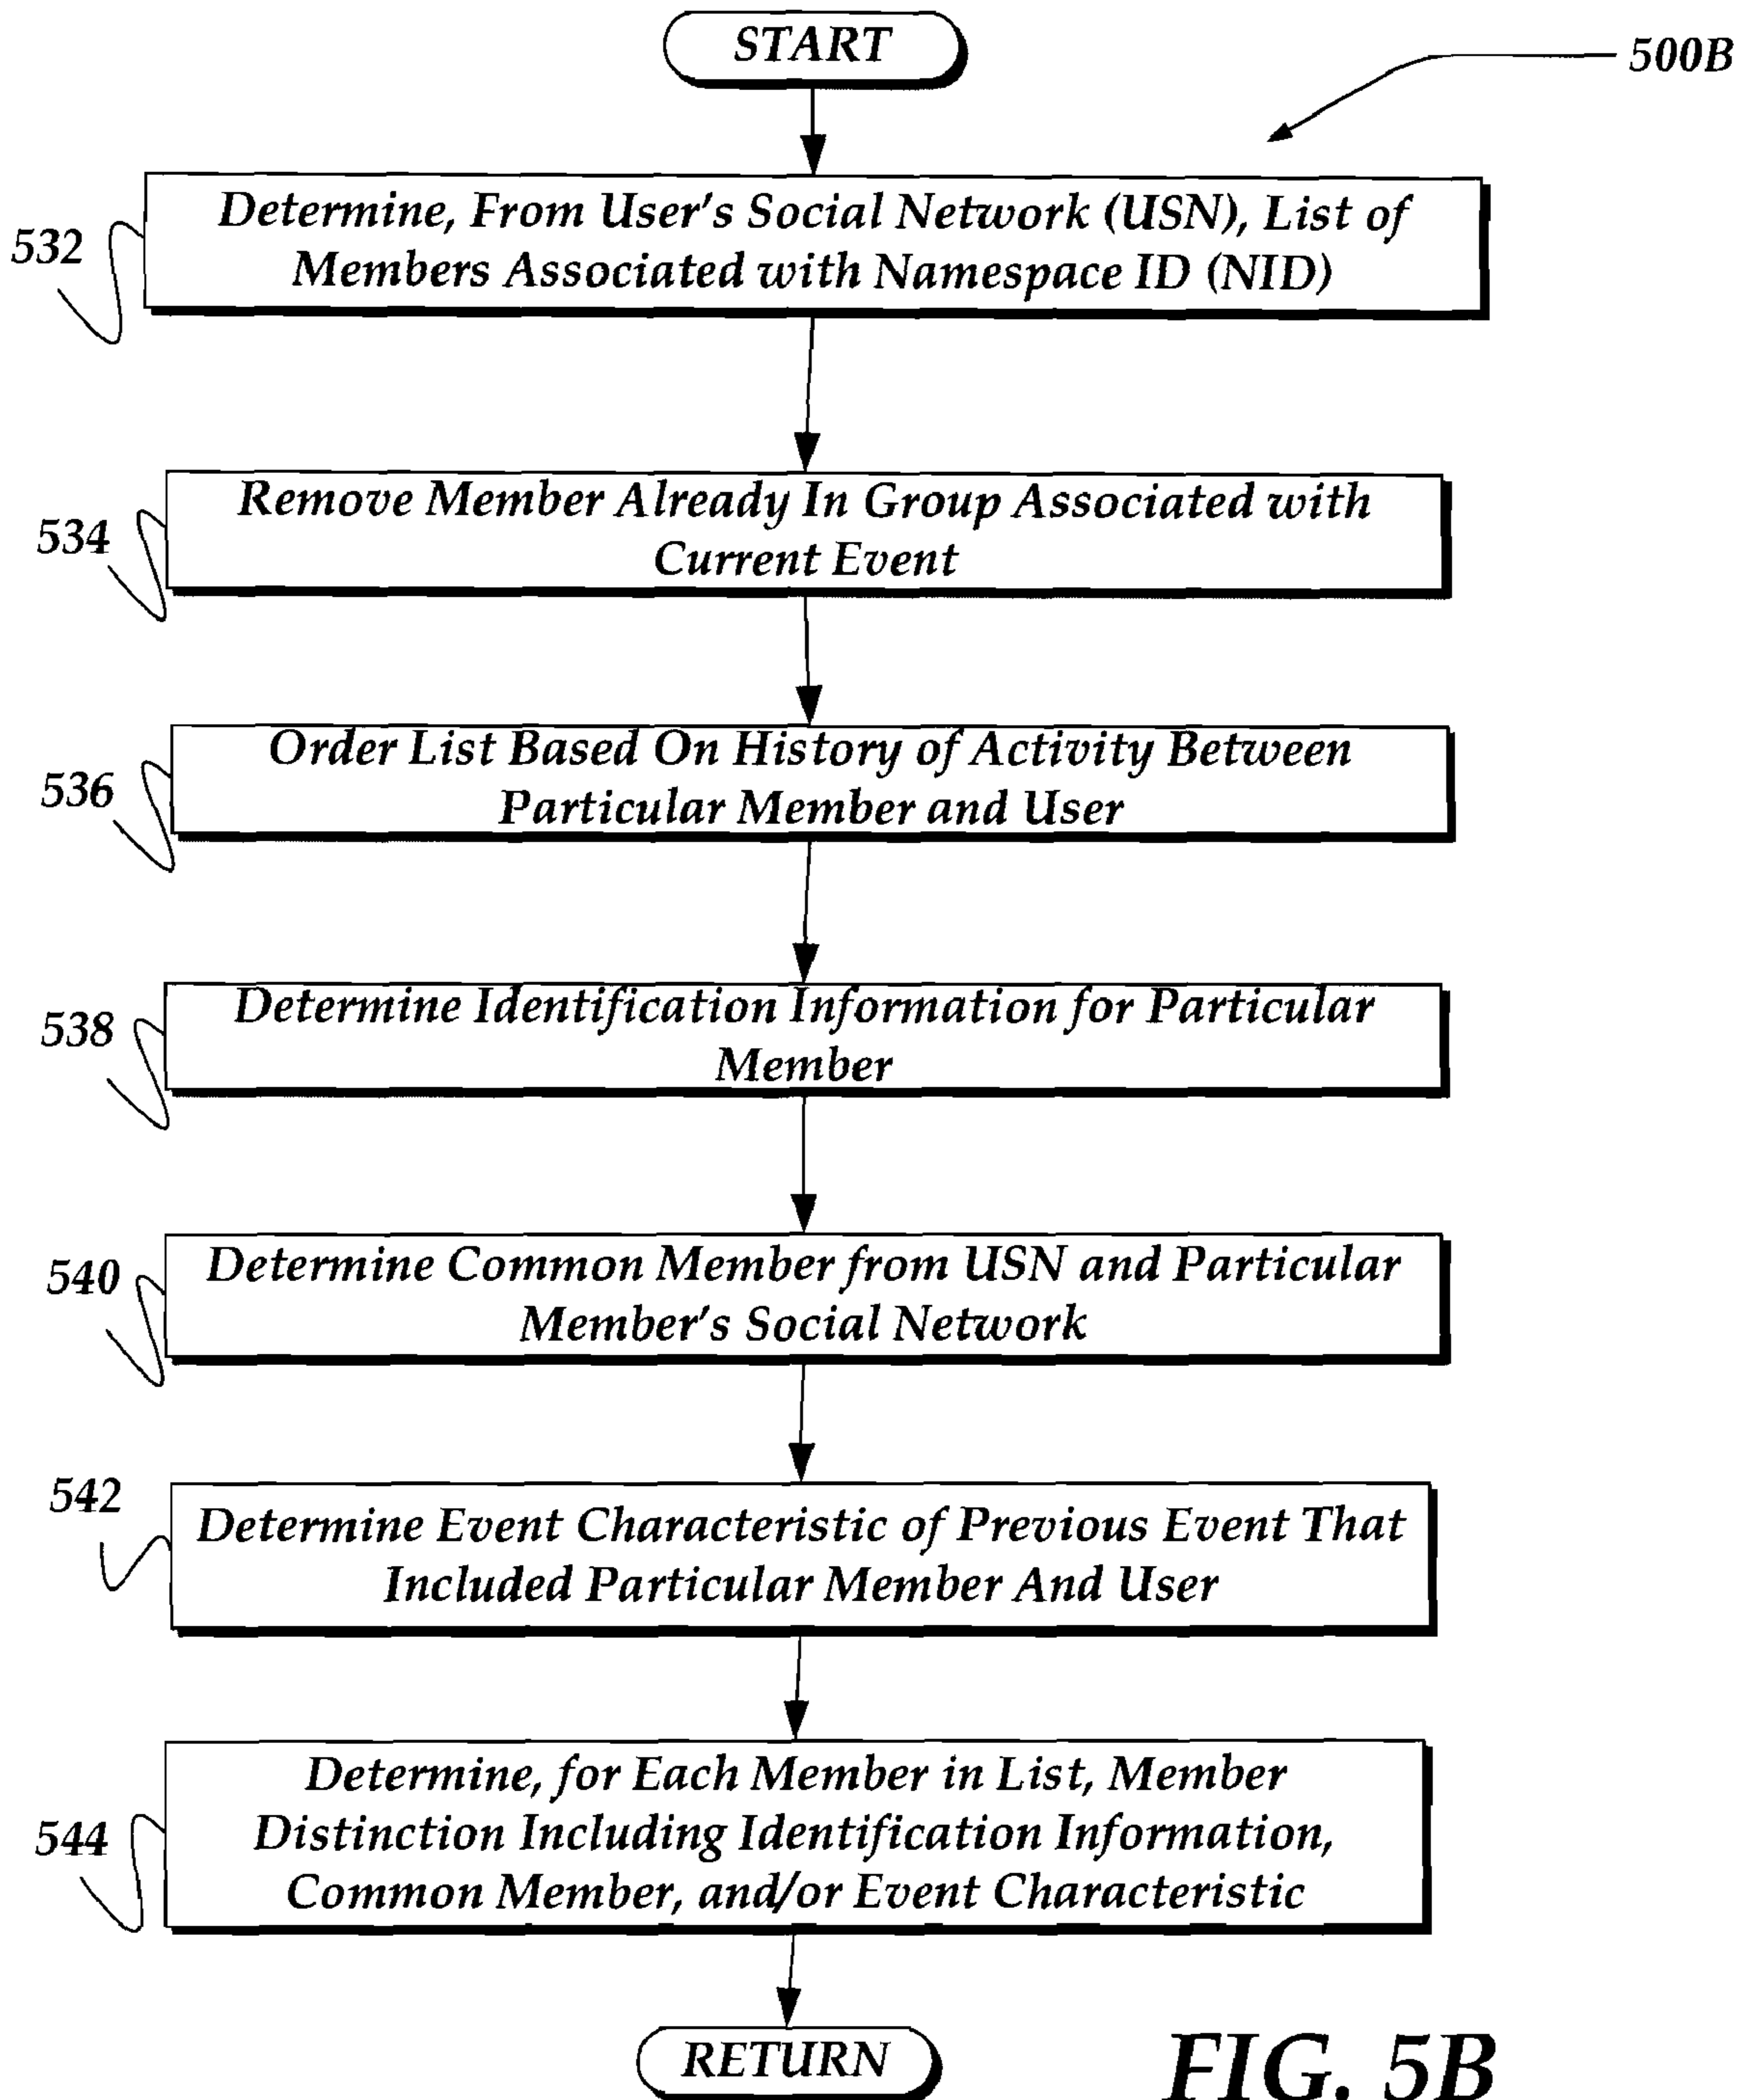 START
500B
532
Determine, From User's Social Network (USN), List of
Members Associated with Namespace ID (NID)
534
Remove Member Already In Group Associated with
Current Event
536
Order List Based On History of Activity Between
Particular Member and User
538
Determine Identification Information for Particular
Member
540
Determine Common Member from USN and Particular
Member's Social Network
542
Determine Event Characteristic of Previous Event That
Included Particular Member And User
544
Determine, for Each Member in List, Member
Distinction Including Identification Information,
Common Member, and/or Event Characteristic
RETURN
FIG. 5B